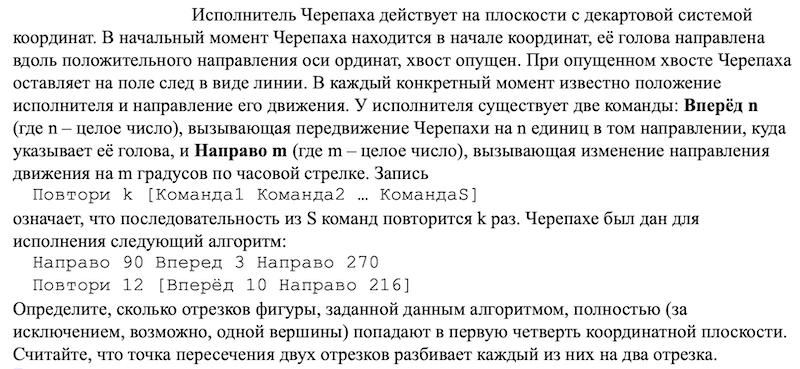 Исполнитель Черепаха действует на плоскости с декартовой системой
координат. В начальный момент Черепаха находится в начале координат, её голова направлена
вдоль положительного направления оси ординат, хвост опущен. При опущенном хвосте Черепаха
оставляет на поле след в виде линии. В каждый конкретный момент известно положение
исполнителя и направление его движения. У исполнителя существует две команды: Вперёд n
(где n – целое число), вызывающая передвижение Черепахи на n единиц в том направлении, куда
указывает её голова, и Направо m (где m – целое число), вызывающая изменение направления
движения на m градусов по часовой стрелке. Запись
Повтори k [Команда1 Команда2 … КомандаS]
означает, что последовательность из S команд повторится k раз. Черепахе был дан для
исполнения следующий алгоритм:
Направо 90 Вперед 3 Направо 270
Повтори 12 [Вперёд 10 Направо 216]
Определите, сколько отрезков фигуры, заданной данным алгоритмом, полностью (за
исключением, возможно, одной вершины) попадают в первую четверть координатной плоскости.
Считайте, что точка пересечения двух отрезков разбивает каждый из них на два отрезка.